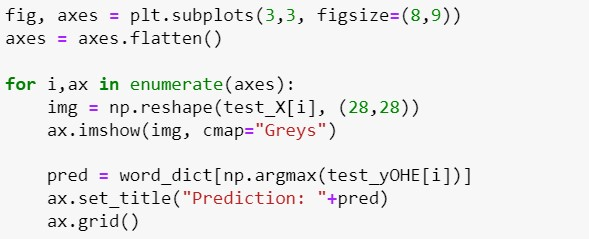 fig, axes = plt.subplots(3,3, figsize=(8,9))
axes = axes.flatten()

for i,ax in enumerate(axes):
    img = np.reshape(test_X[i], (28,28))
    ax.imshow(img, cmap="Greys")

    pred = word_dict[np.argmax(test_yOHE[i])]
    ax.set_title("Prediction: "+pred)
    ax.grid()